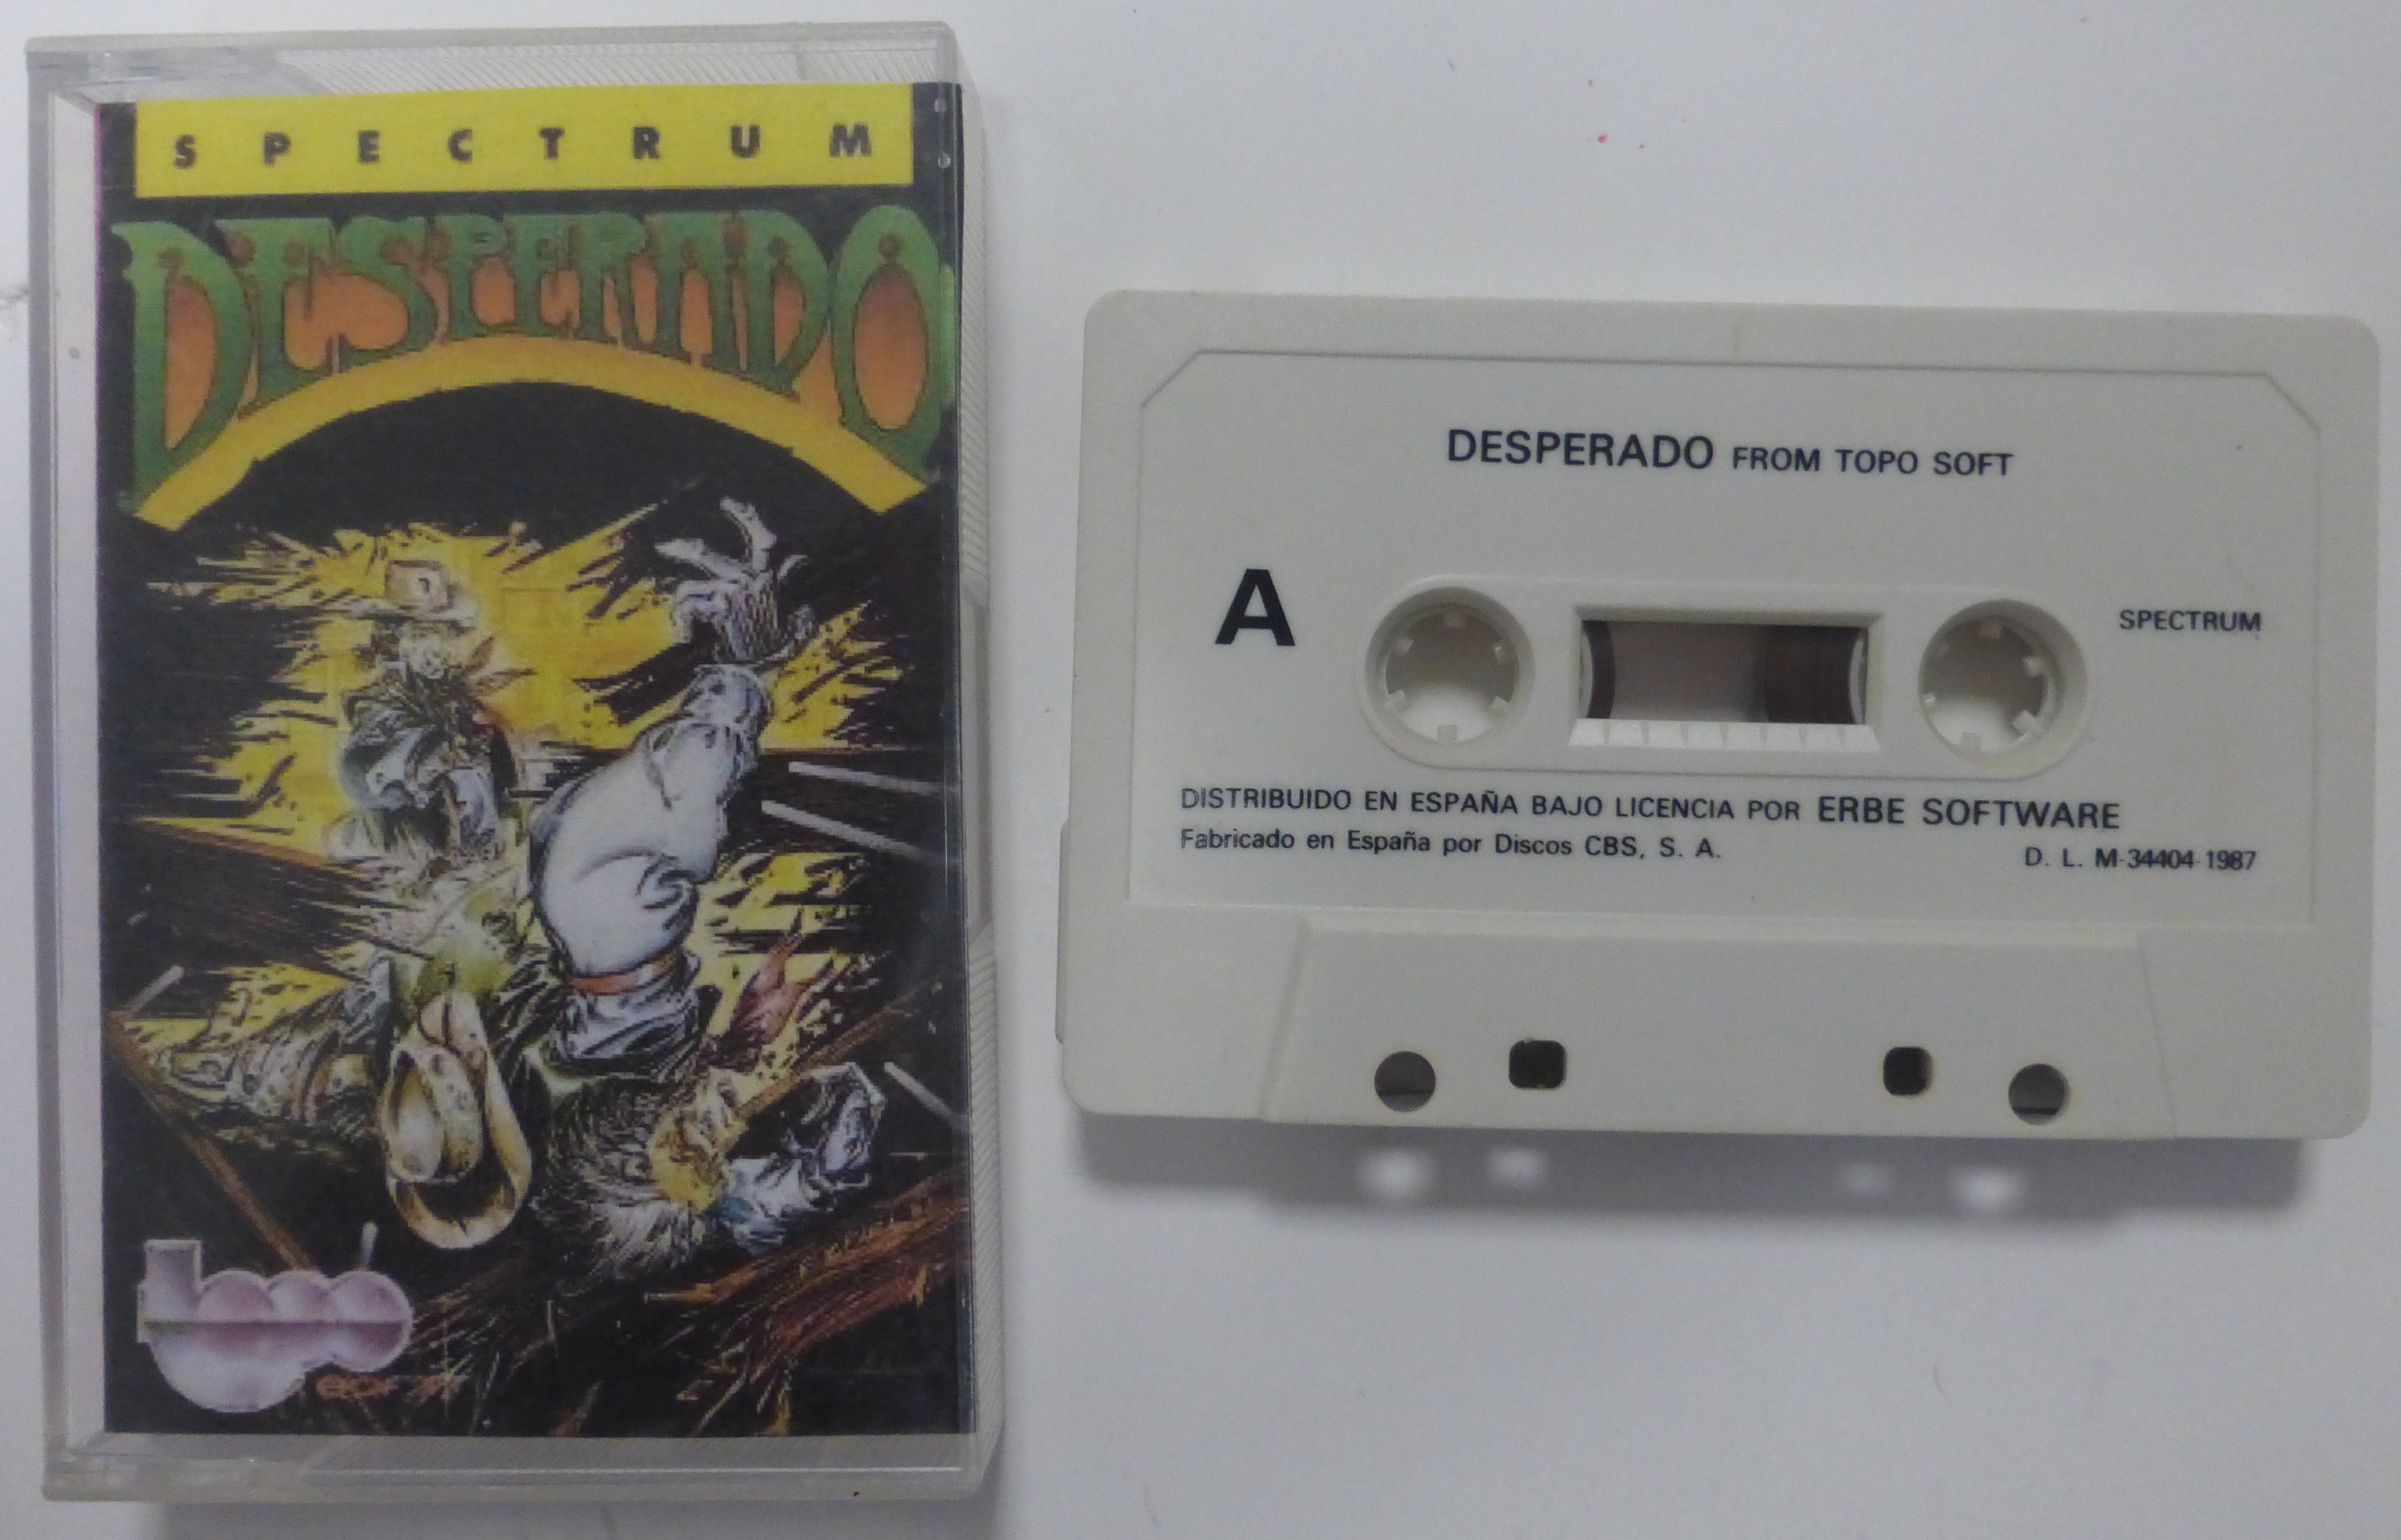 SPECTRUM
DESPERADO
topo
DESPERADO FROM TOPO SOFT
A
SPECTRUM
DISTRIBUIDO EN ESPAÑA BAJO LICENCIA POR ERBE SOFTWARE
Fabricado en España por Discos CBS, S. A.
D. L. M-34404-1987